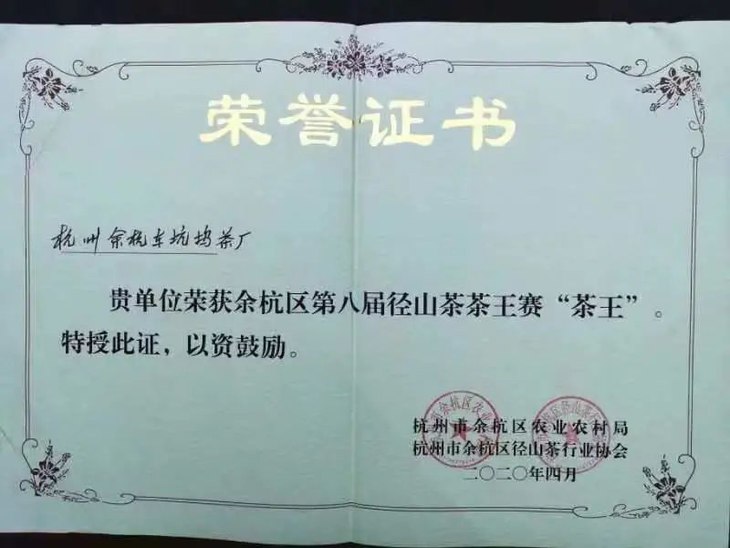 荣誉证书
杭州余杭车坑坞茶厂
贵单位荣获余杭区第八届径山茶茶王赛“茶王”。
特授此证，以资鼓励。
杭州市余杭区农业农村局
杭州市余杭区径山茶行业协会
二〇二〇年四月